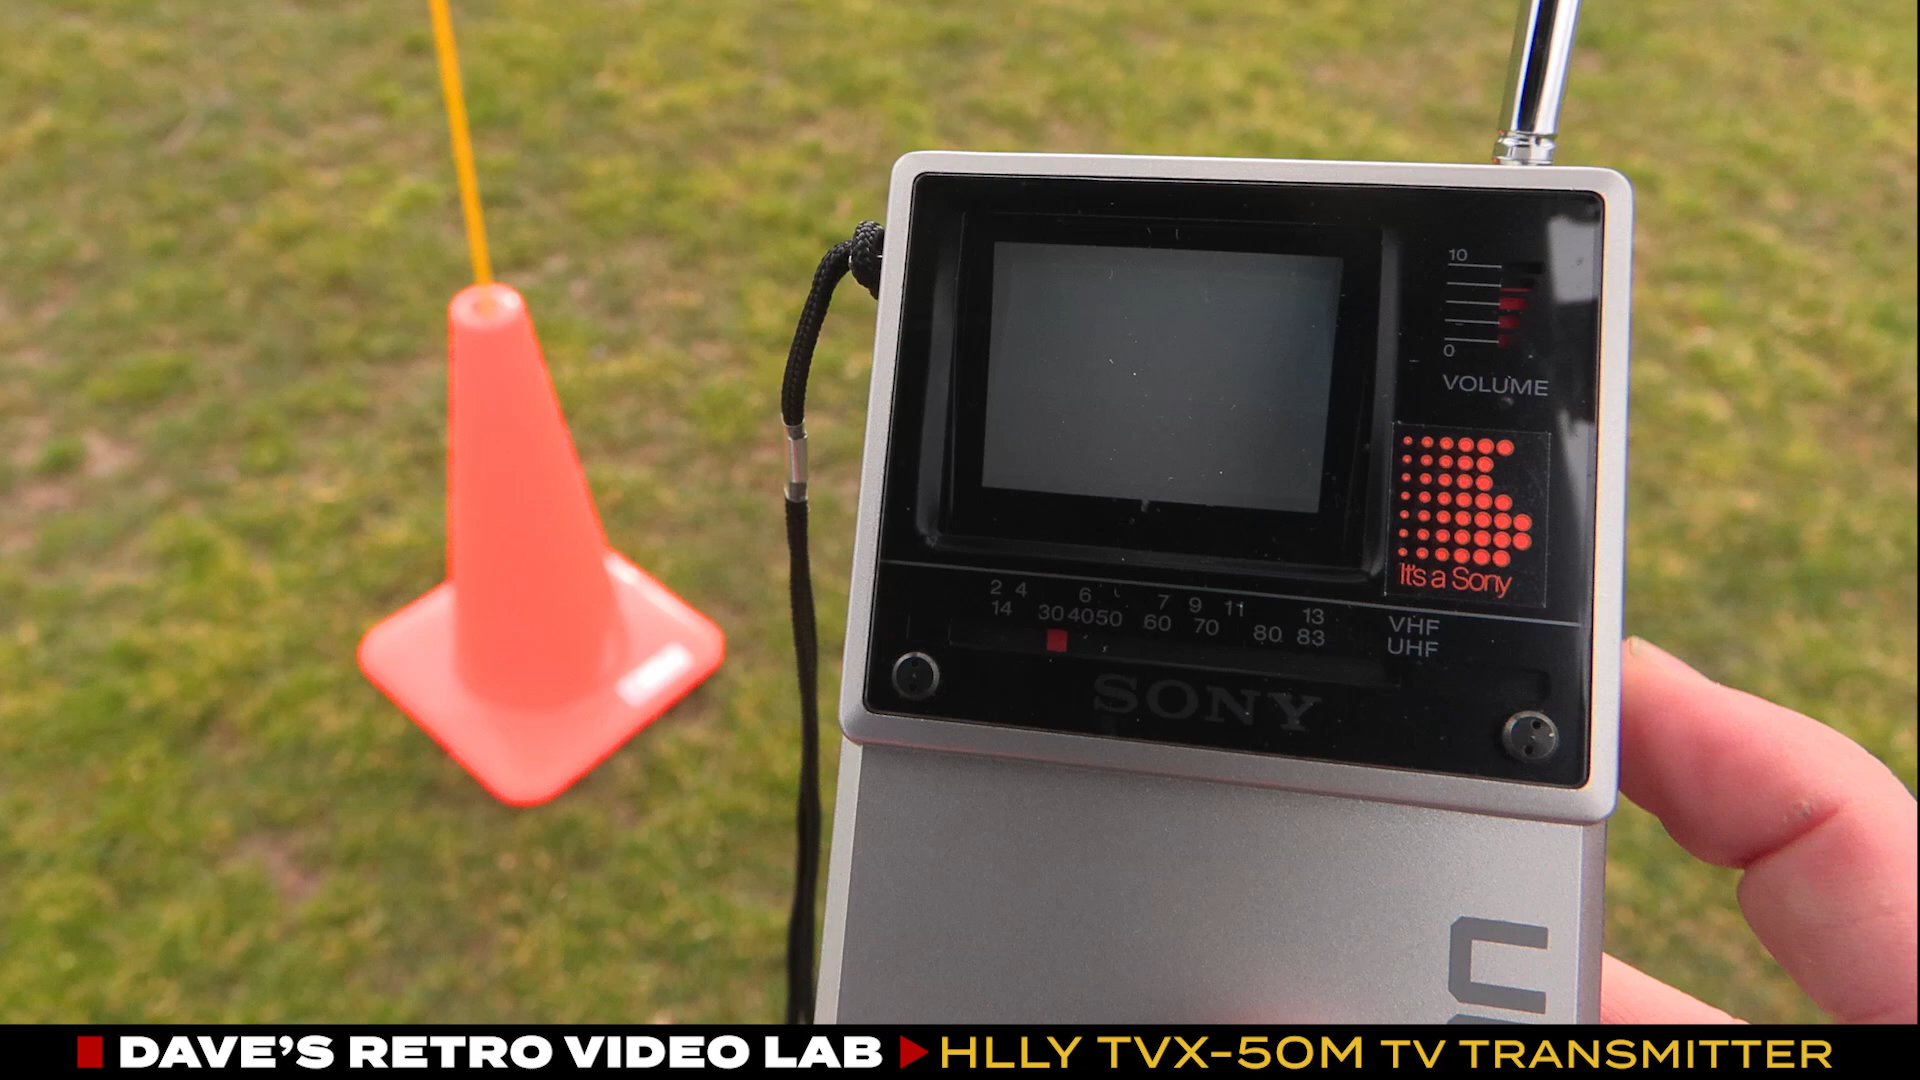 10
0
VOLUME
It's a Sony
2 4 6 7 9 11 13 VHF
14 30 40 50 60 70 80 83 UHF
SONY
DAVE'S RETRO VIDEO LAB HLLY TVX-50M TV TRANSMITTER